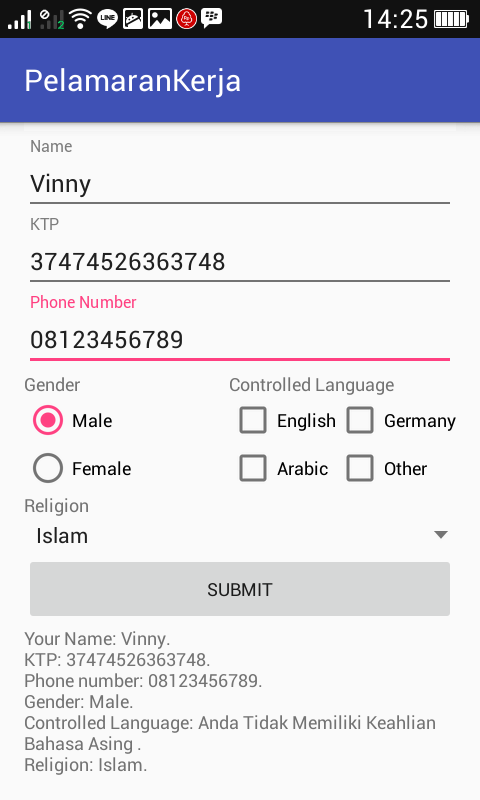 LINE
2
14:25
PelamaranKerja
Name
Vinny
KTP
37474526363748
Phone Number
08123456789
Gender
Controlled Language
Male
English
Germany
Female
Arabic
Other
Religion
Islam
SUBMIT
Your Name: Vinny.
KTP: 37474526363748.
Phone number: 08123456789.
Gender: Male.
Controlled Language: Anda Tidak Memiliki Keahlian
Bahasa Asing .
Religion: Islam.